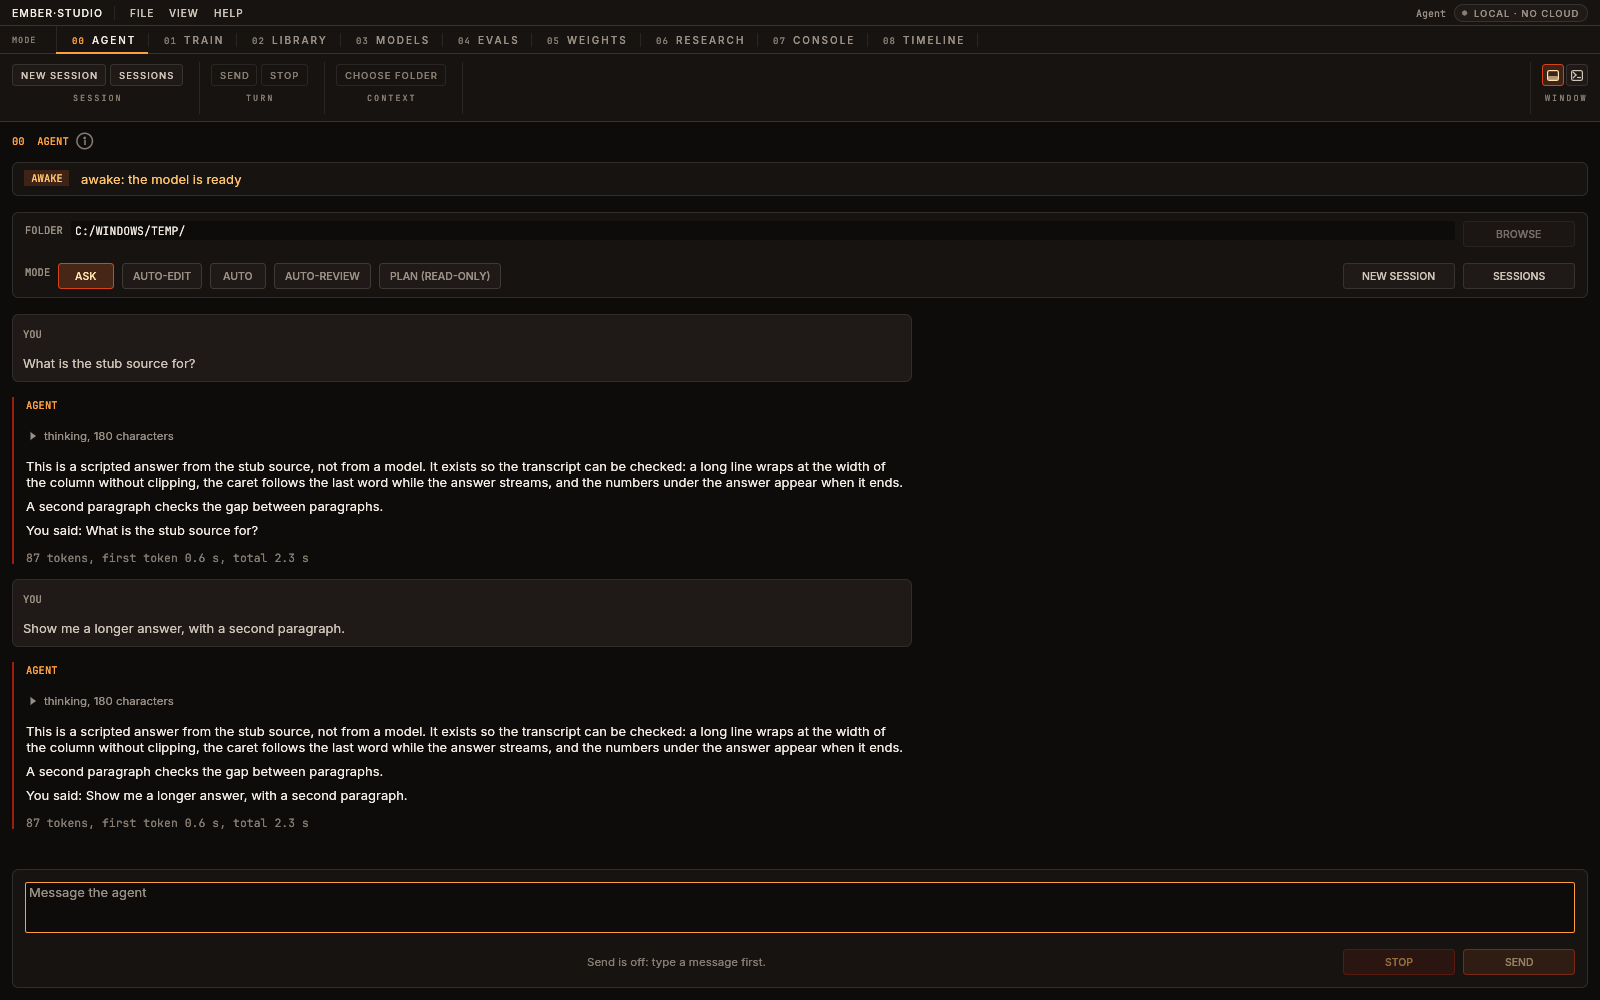 EMBER·STUDIO FILE VIEW HELP Agent LOCAL · NO CLOUD
MODE 00 AGENT 01 TRAIN 02 LIBRARY 03 MODELS 04 EVALS 05 WEIGHTS 06 RESEARCH 07 CONSOLE 08 TIMELINE
NEW SESSION SESSIONS SEND STOP CHOOSE FOLDER
SESSION TURN CONTEXT WINDOW
00 AGENT
AWAKE awake: the model is ready
FOLDER C:/WINDOWS/TEMP/ BROWSE
MODE ASK AUTO-EDIT AUTO AUTO-REVIEW PLAN (READ-ONLY) NEW SESSION SESSIONS
YOU
What is the stub source for?
AGENT
thinking, 180 characters
This is a scripted answer from the stub source, not from a model. It exists so the transcript can be checked: a long line wraps at the width of
the column without clipping, the caret follows the last word while the answer streams, and the numbers under the answer appear when it ends.
A second paragraph checks the gap between paragraphs.
You said: What is the stub source for?
87 tokens, first token 0.6 s, total 2.3 s
YOU
Show me a longer answer, with a second paragraph.
AGENT
thinking, 180 characters
This is a scripted answer from the stub source, not from a model. It exists so the transcript can be checked: a long line wraps at the width of
the column without clipping, the caret follows the last word while the answer streams, and the numbers under the answer appear when it ends.
A second paragraph checks the gap between paragraphs.
You said: Show me a longer answer, with a second paragraph.
87 tokens, first token 0.6 s, total 2.3 s
Message the agent
Send is off: type a message first. STOP SEND